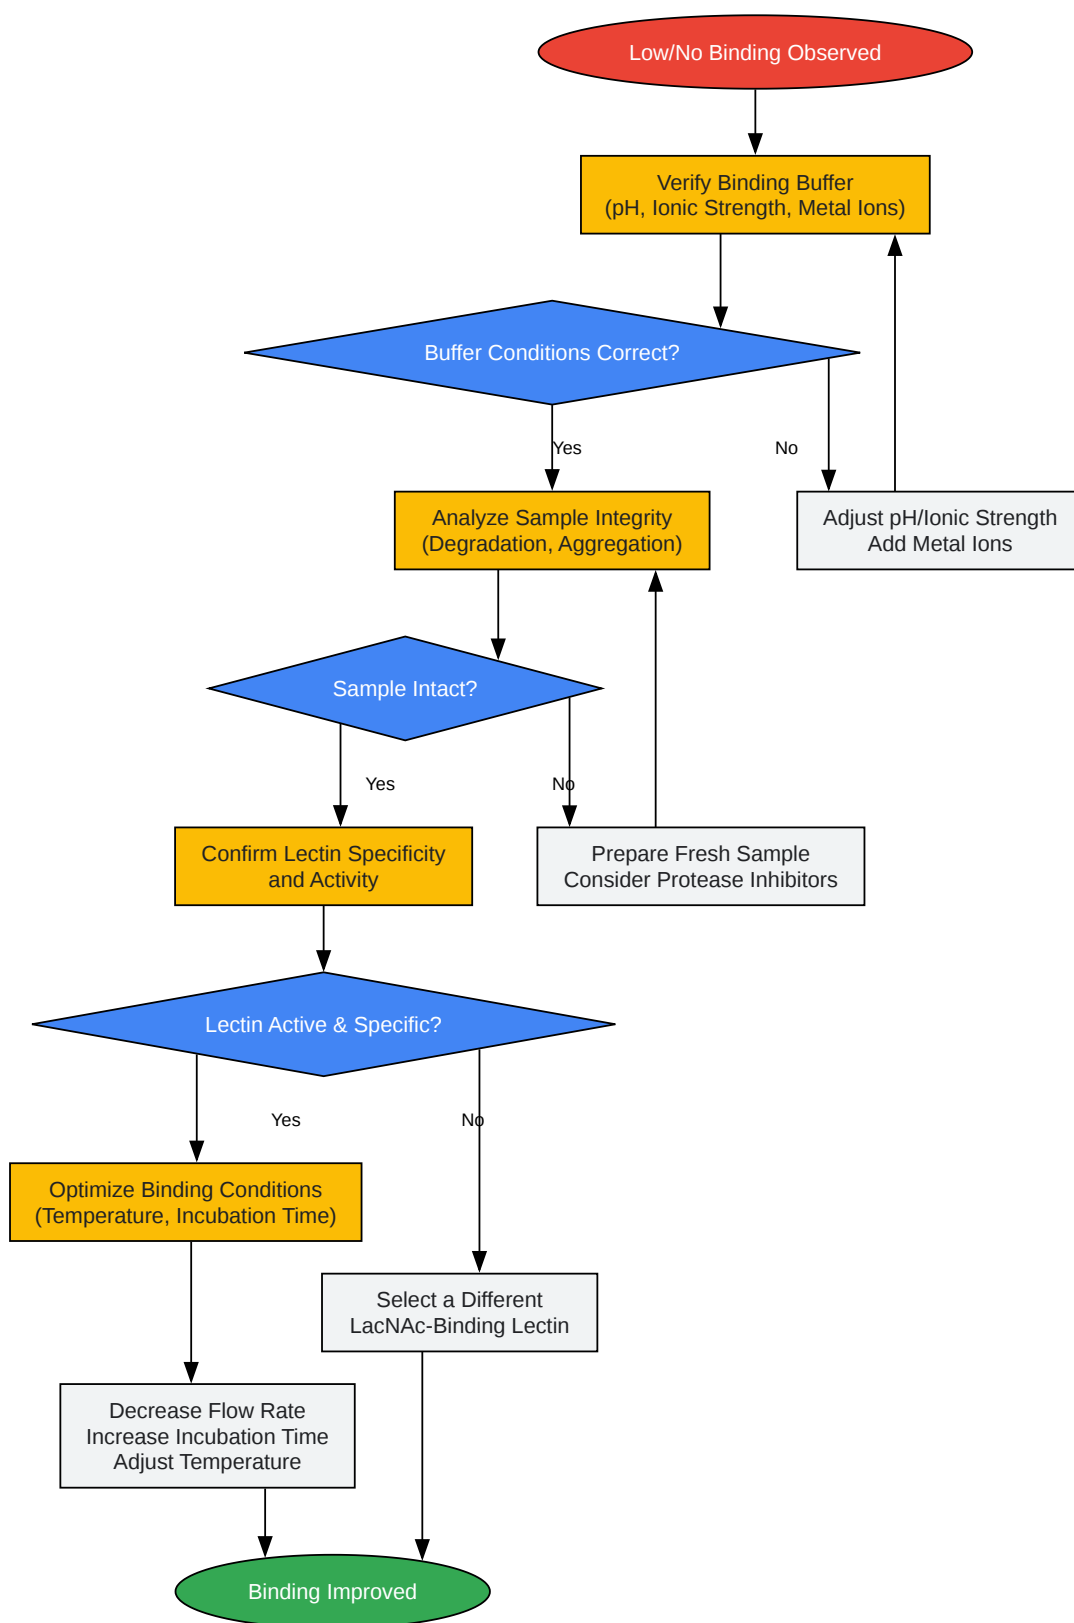 Low/No Binding Observed
Verify Binding Buffer
(pH, Ionic Strength, Metal Ions)
Buffer Conditions Correct?
Yes
No
Analyze Sample Integrity
(Degradation, Aggregation)
Adjust pH/Ionic Strength
Add Metal Ions
Sample Intact?
Yes
No
Confirm Lectin Specificity
and Activity
Prepare Fresh Sample
Consider Protease Inhibitors
Lectin Active & Specific?
Yes
No
Optimize Binding Conditions
(Temperature, Incubation Time)
Select a Different
LacNAc-Binding Lectin
Decrease Flow Rate
Increase Incubation Time
Adjust Temperature
Binding Improved